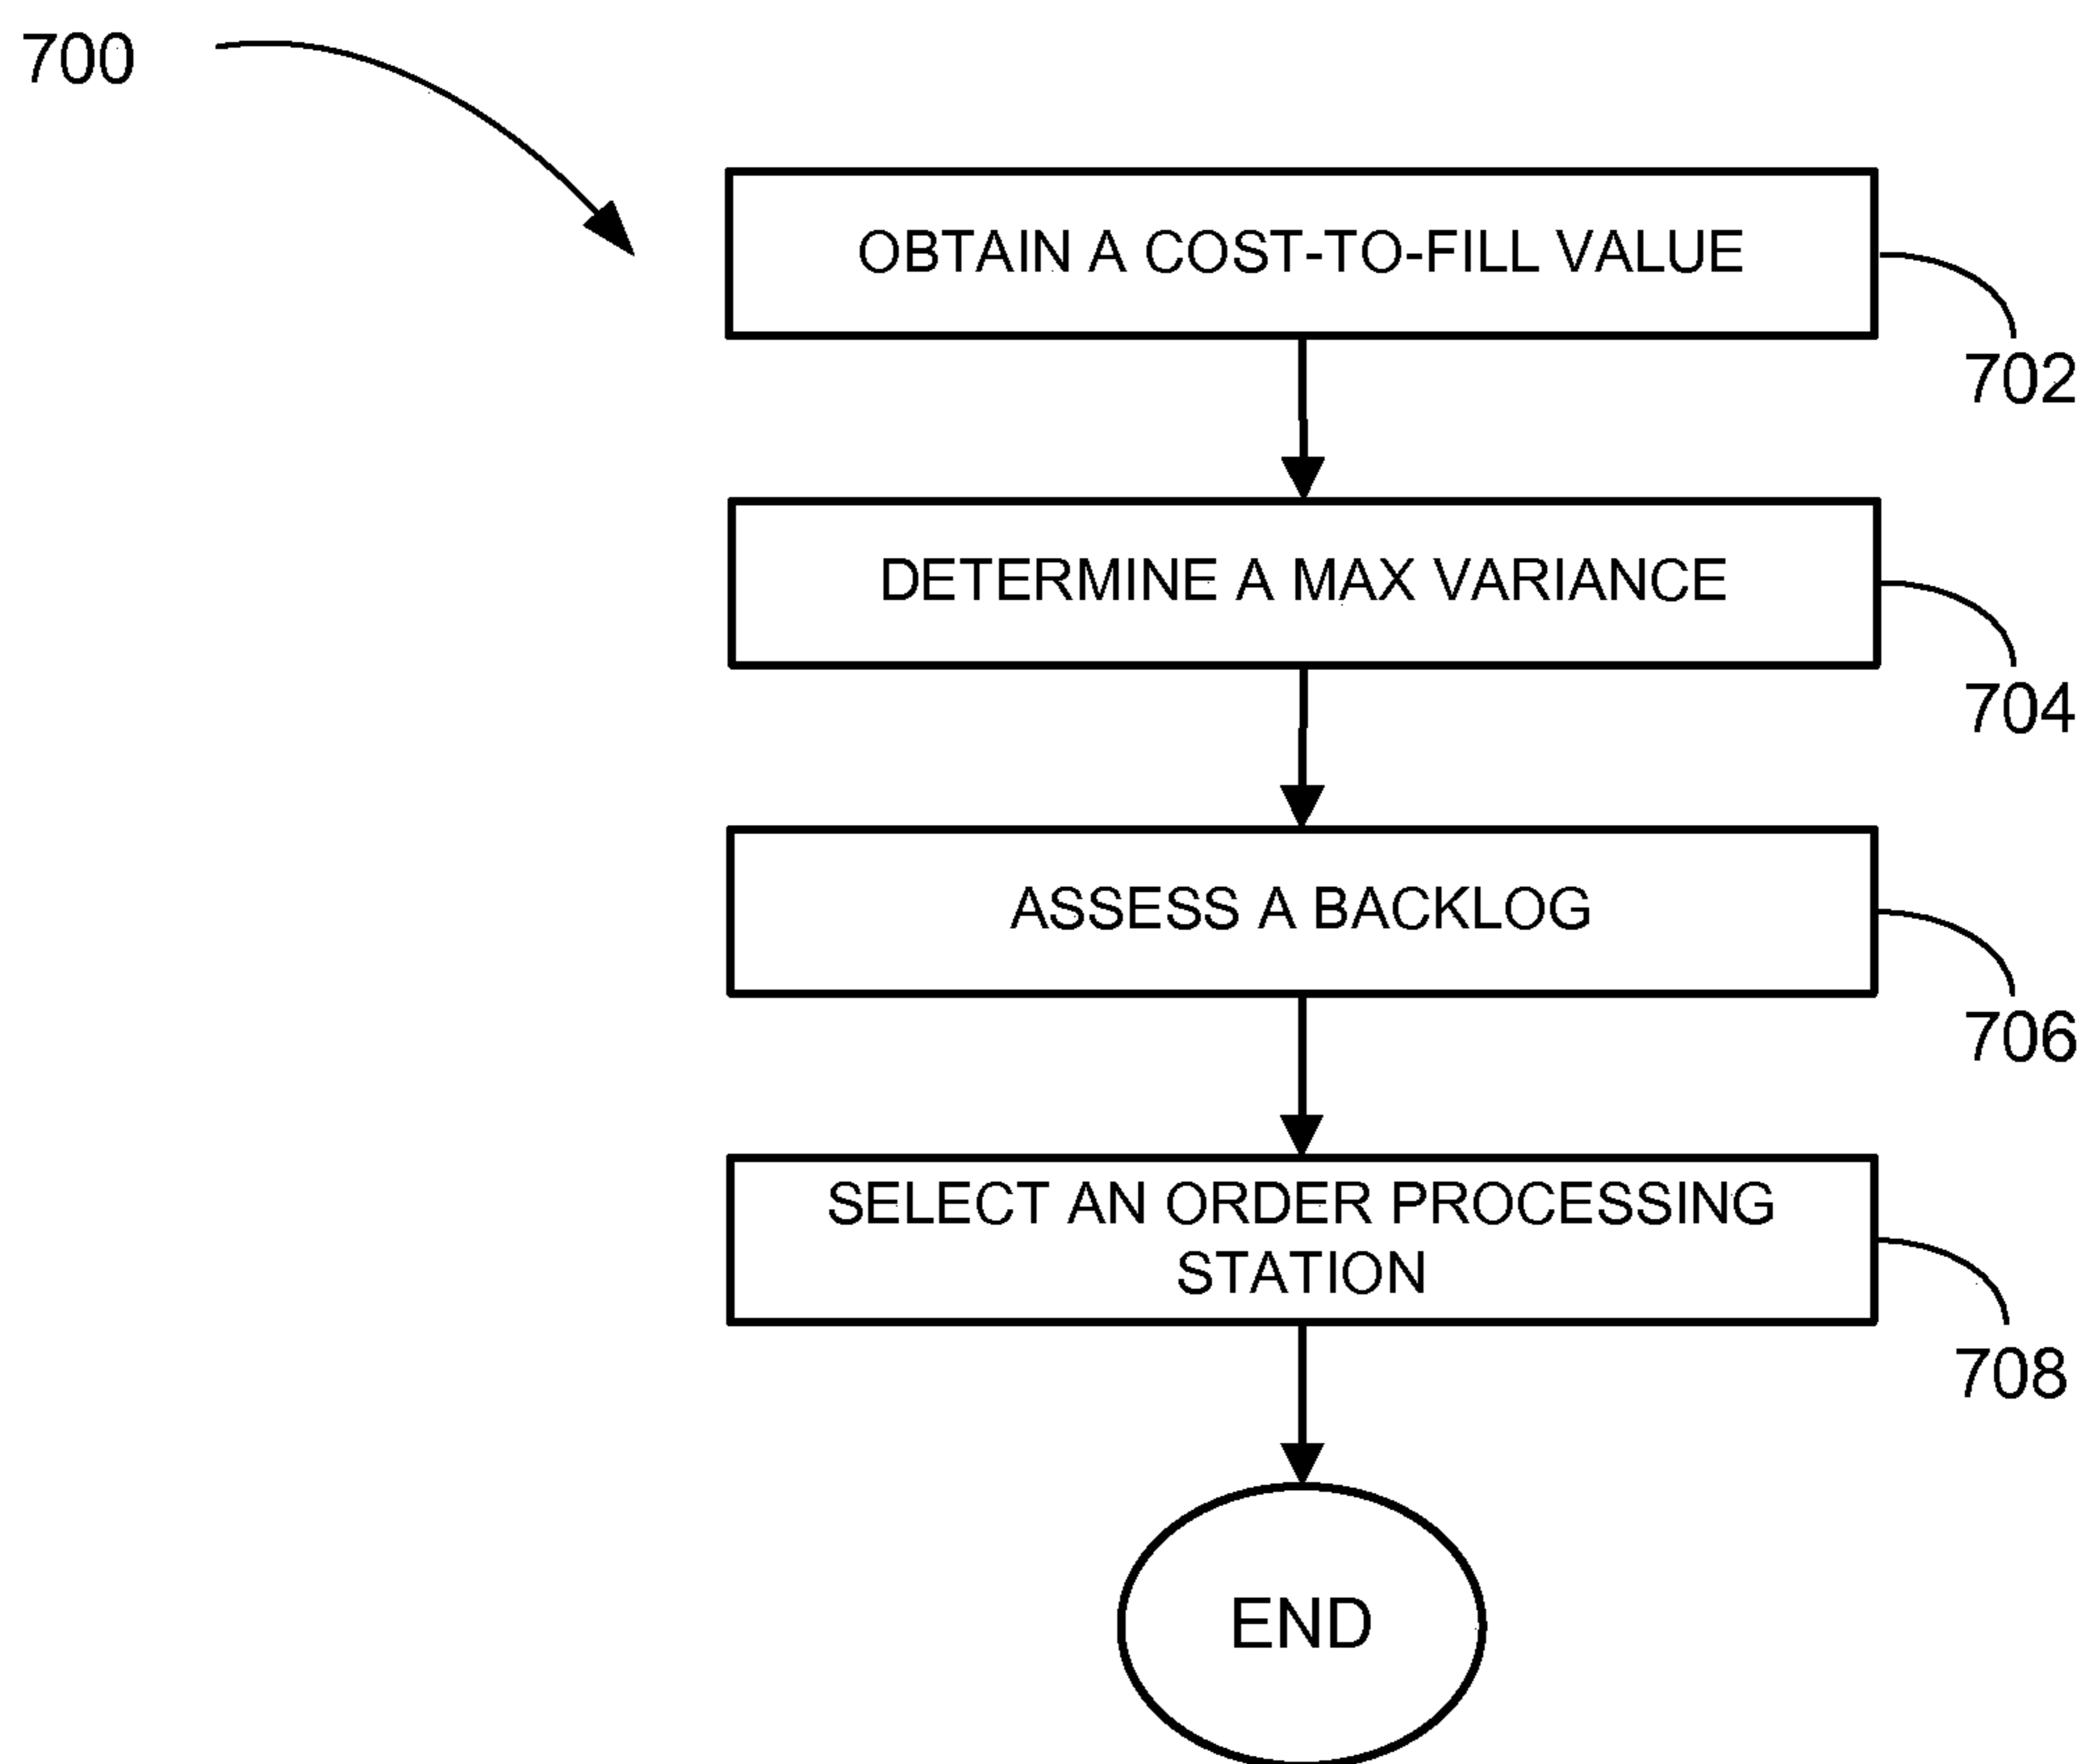 700
OBTAIN A COST-TO-FILL VALUE
702
DETERMINE A MAX VARIANCE
704
ASSESS A BACKLOG
706
SELECT AN ORDER PROCESSING
STATION
708
END